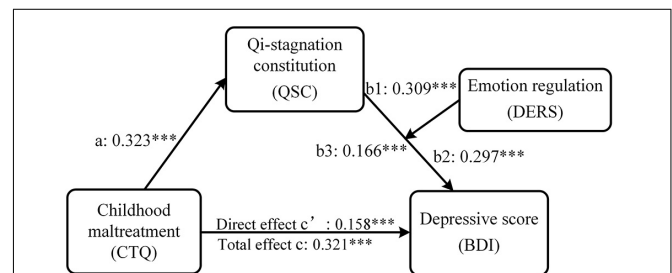 Qi-stagnation
constitution
(QSC)
b1: 0.309***
Emotion regulation
(DERS)
a: 0.323***
b3: 0.166***
b2: 0.297***
Childhood
maltreatment
(CTQ)
Direct effect c’ : 0.158***
Total effect c: 0.321***
Depressive score
(BDI)